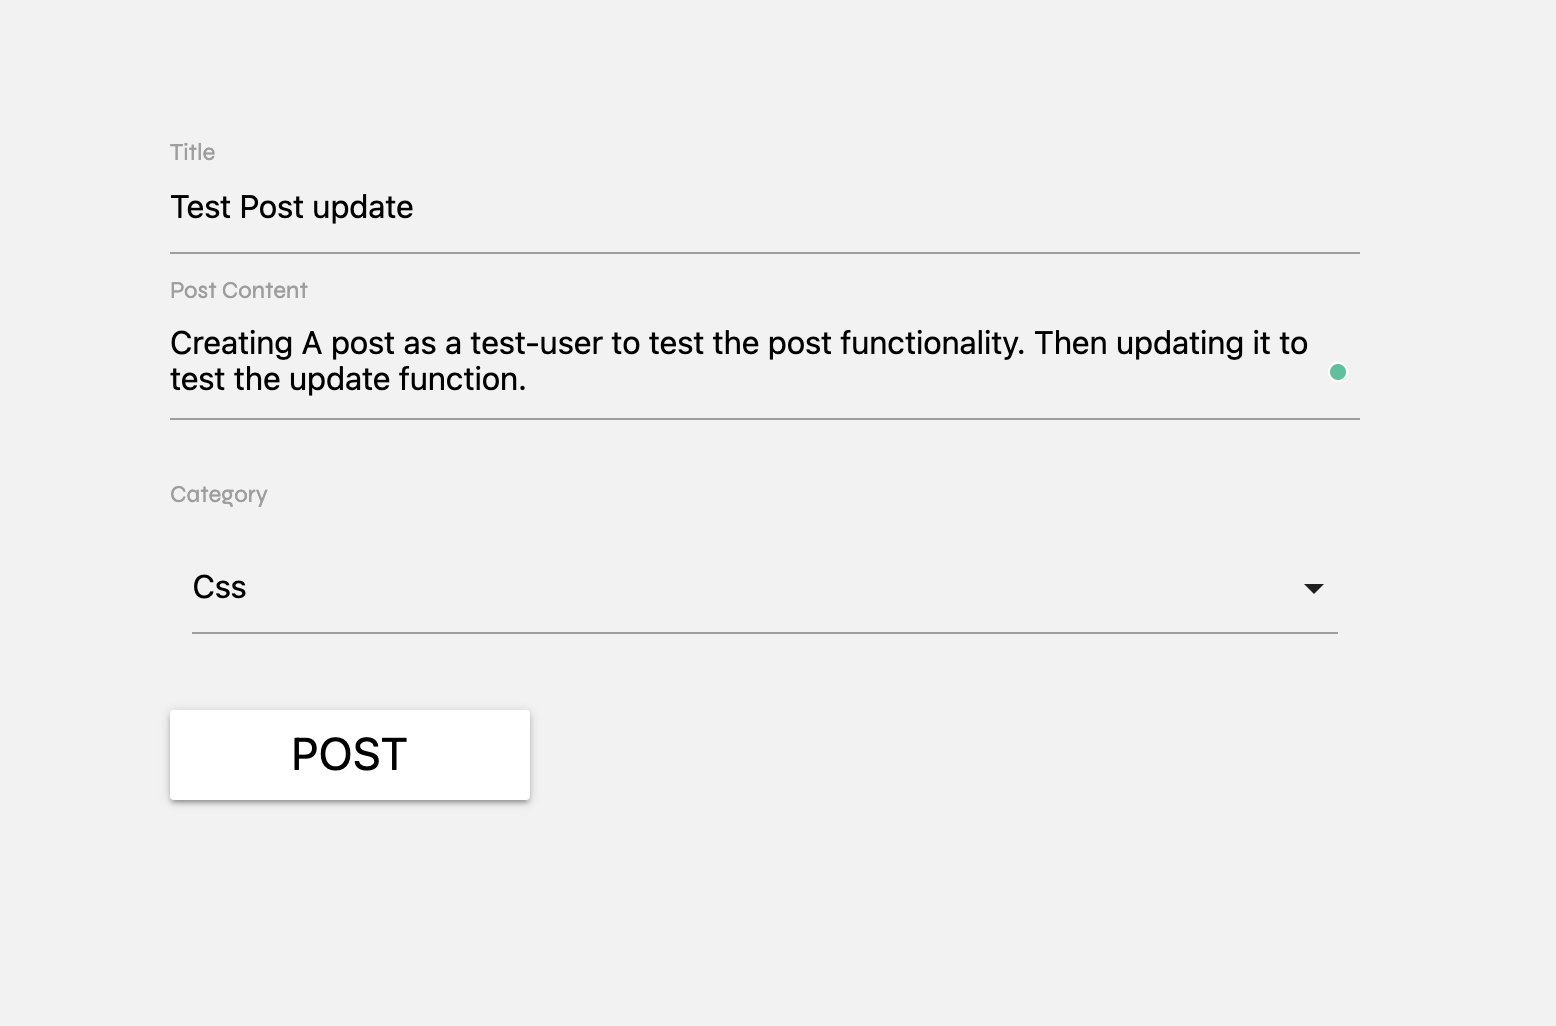 Title
Test Post update
Post Content
Creating A post as a test-user to test the post functionality. Then updating it to
test the update function.
Category
Css
POST